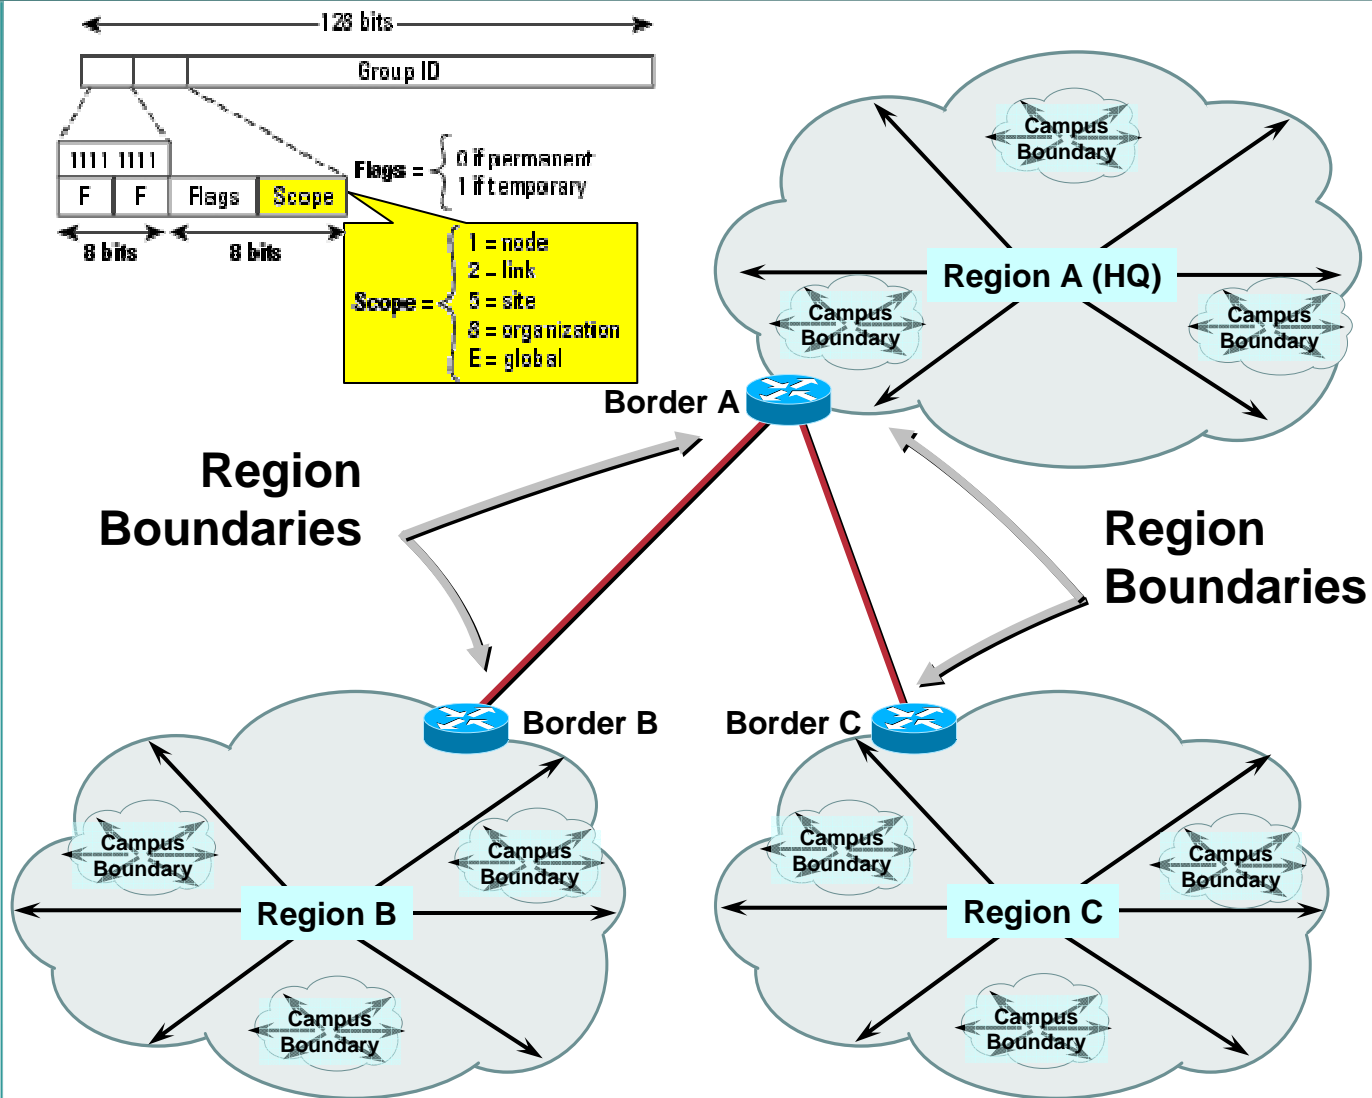 128 bits
Group ID
1111 1111
F F Flags Scope
8 bits 8 bits
Flags = { 0 if permanent
1 if temporary
Scope = { 1 = node
2 – link
5 = site
8 = organization
E = global
Campus
Boundary
Region A (HQ)
Campus
Boundary
Campus
Boundary
Border A
Region
Boundaries
Region
Boundaries
Border B
Border C
Campus
Boundary
Campus
Boundary
Region B
Campus
Boundary
Campus
Boundary
Campus
Boundary
Region C
Campus
Boundary